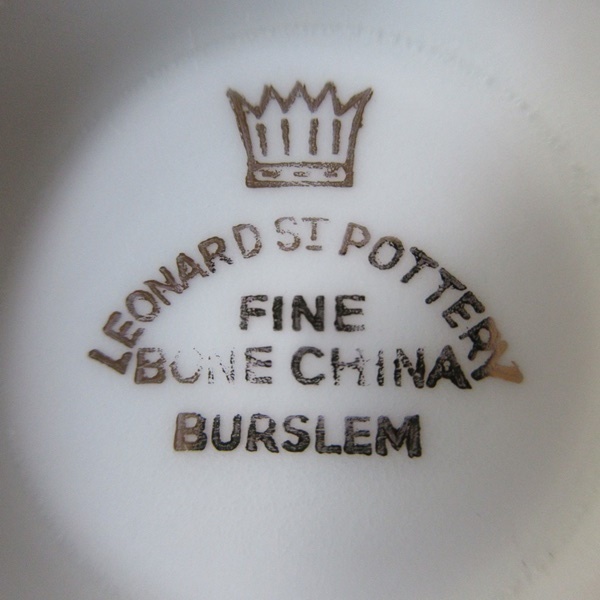 LEONARD ST POTTERY
FINE
BONE CHINA
BURSLEM